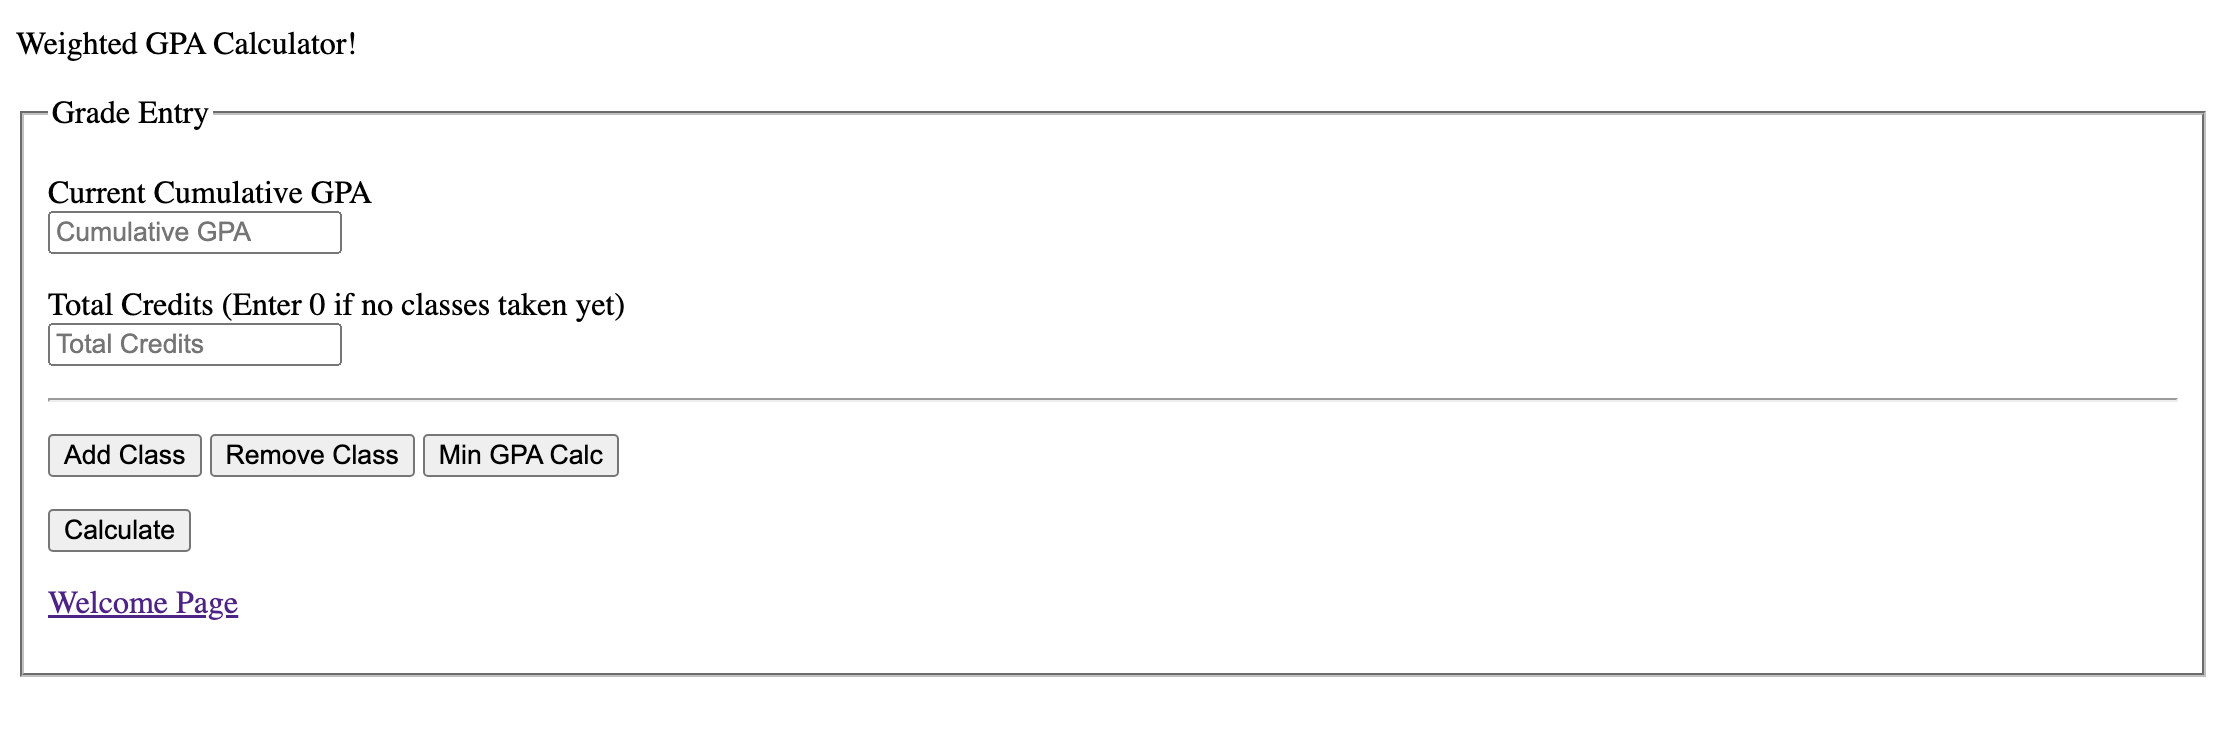 Weighted GPA Calculator!
Grade Entry
Current Cumulative GPA
Cumulative GPA
Total Credits (Enter 0 if no classes taken yet)
Total Credits
Add Class Remove Class Min GPA Calc
Calculate
Welcome Page